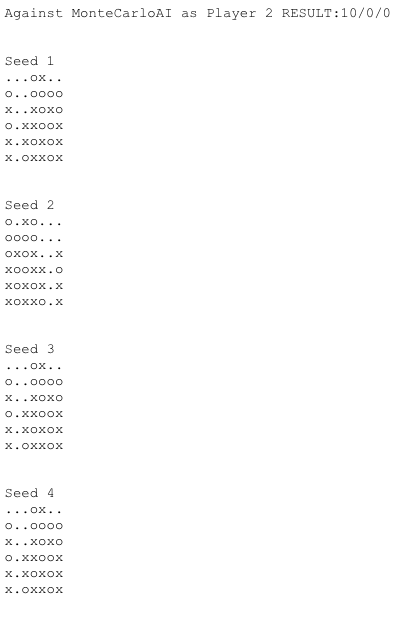 Against MonteCarloAI as Player 2 RESULT:10/0/0
Seed 1
...ox..
o..oooo
x..xoxo
o.xxoox
x.xoxox
x.oxxox
Seed 2
o.xo...
oooo...
oxox..x
xooxx.o
xoxox.x
xoxxo.x
Seed 3
...ox..
o..oooo
x..xoxo
o.xxoox
x.xoxox
x.oxxox
Seed 4
...ox..
o..oooo
x..xoxo
o.xxoox
x.xoxox
x.oxxox